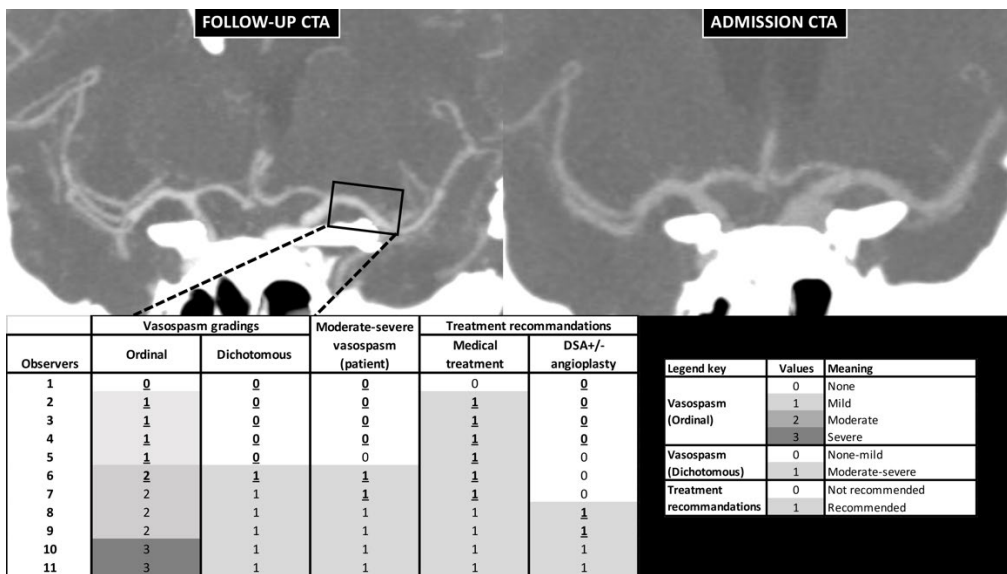 FOLLOW-UP CTA
ADMISSION CTA
Vasospasm gradings Moderate-severe vasospasm (patient) Treatment recommandations
Observers Ordinal Dichotomous Medical treatment DSA+/- angioplasty
1 0 0 0 0 0
2 1 0 0 1 0
3 1 0 0 1 0
4 1 0 0 1 0
5 1 0 0 1 0
6 2 1 1 1 0
7 2 1 1 1 0
8 2 1 1 1 1
9 2 1 1 1 1
10 3 1 1 1 1
11 3 1 1 1 1
Legend key Values Meaning
Vasospasm (Ordinal)
0 None
1 Mild
2 Moderate
3 Severe
Vasospasm (Dichotomous)
0 None-mild
1 Moderate-severe
Treatment recommandations
0 Not recommended
1 Recommended